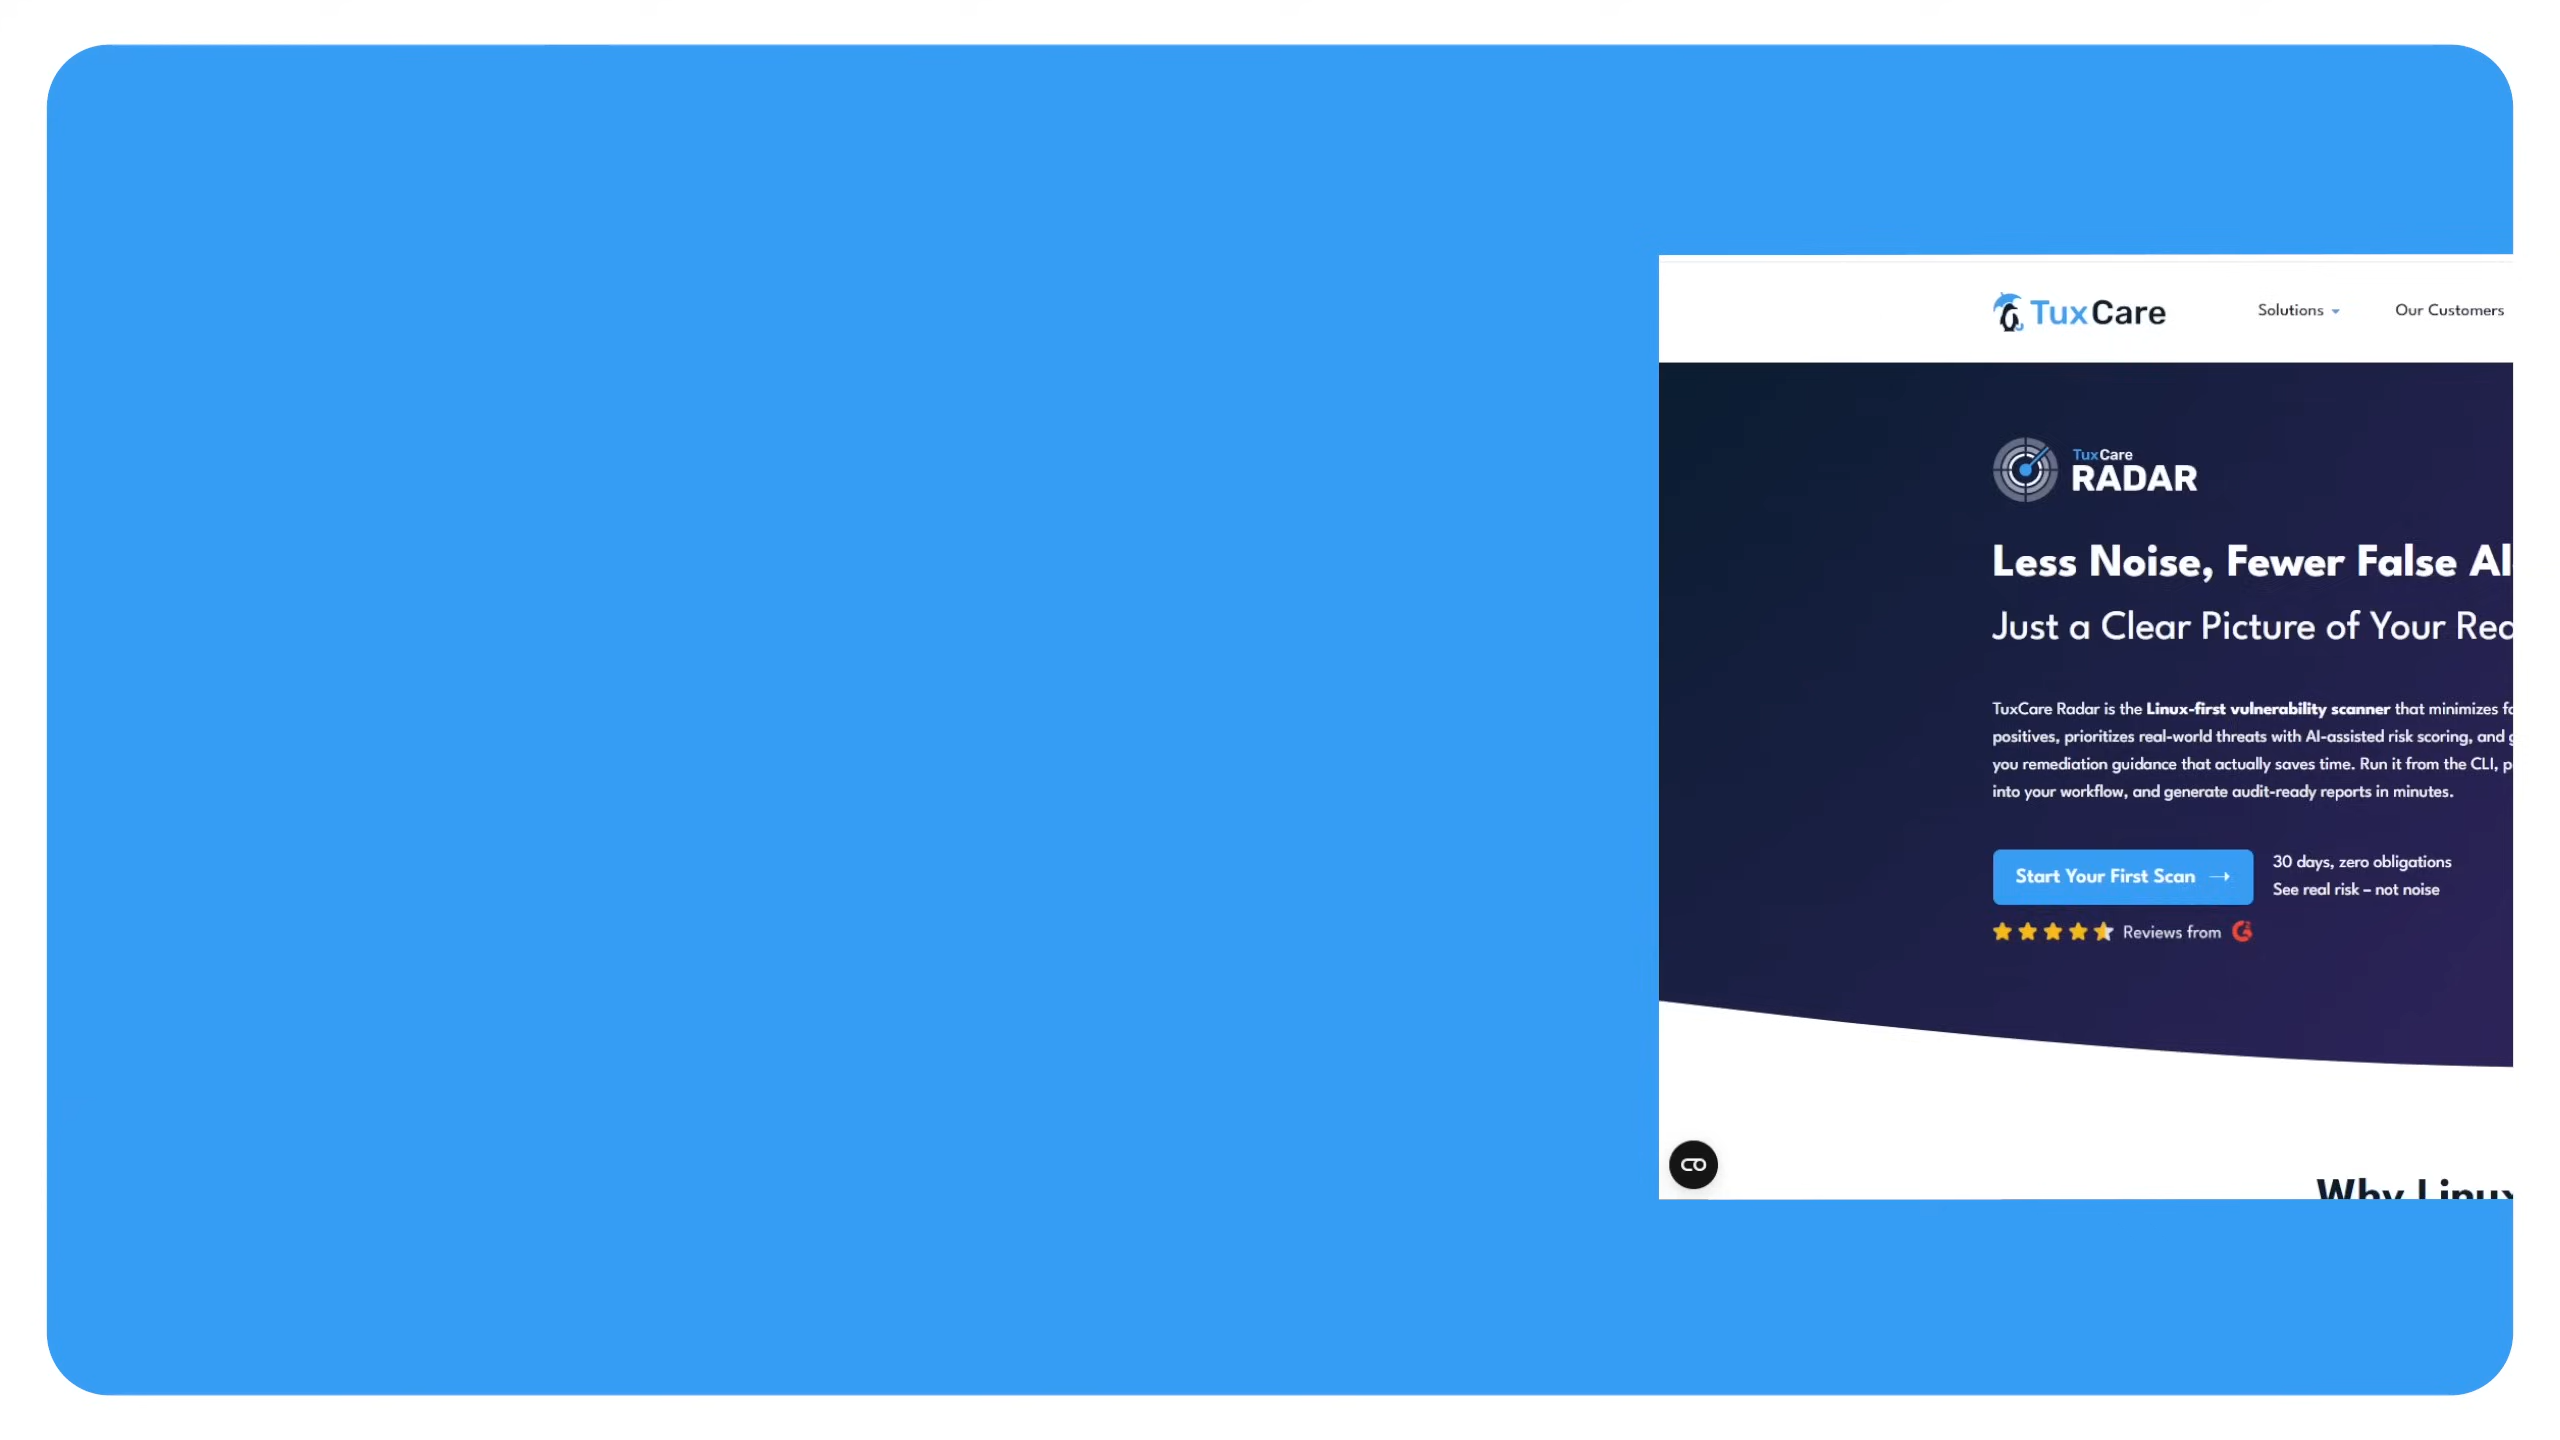 TuxCare
Solutions
Our Customers
TuxCare
RADAR
Less Noise, Fewer False
Just a Clear Picture of Your
TuxCare Radar is the Linux-first vulnerability scanner that minimizes
positives, prioritizes real-world threats with AI-assisted risk scoring, and
you remediation guidance that actually saves time. Run it from the CLI,
into your workflow, and generate audit-ready reports in minutes.
Start Your First Scan →
30 days, zero obligations
See real risk – not noise
Reviews from
Why Linux